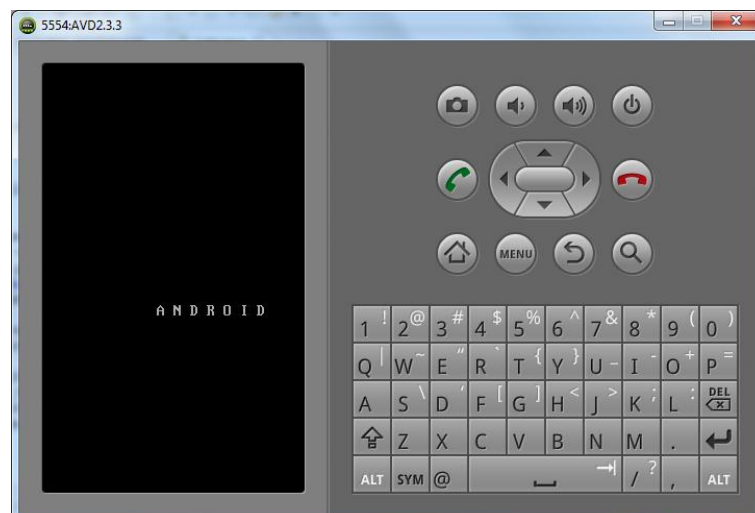 5554:AVD2.3.3
A N D R O I D
MENU
1 ! 2 @ 3 # 4 $ 5 % 6 ^ 7 & 8 * 9 ( 0 )
Q | W ~ E " R ` T { Y } U _ I - O + P =
A S \ D ' F [ G ] H < J > K ; L : DEL
Z X C V B N M .
ALT SYM @ / ? , ALT